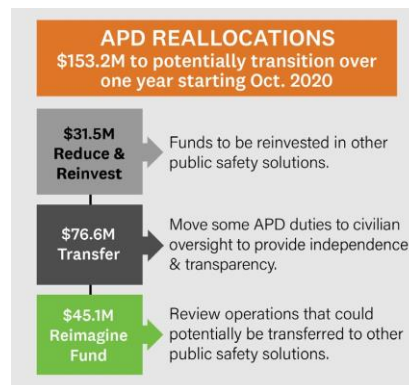 APD REALLOCATIONS
$153.2M to potentially transition over
one year starting Oct. 2020
$31.5M
Reduce &
Reinvest
Funds to be reinvested in other
public safety solutions.
$76.6M
Transfer
Move some APD duties to civilian
oversight to provide independence
& transparency.
$45.1M
Reimagine
Fund
Review operations that could
potentially be transferred to other
public safety solutions.